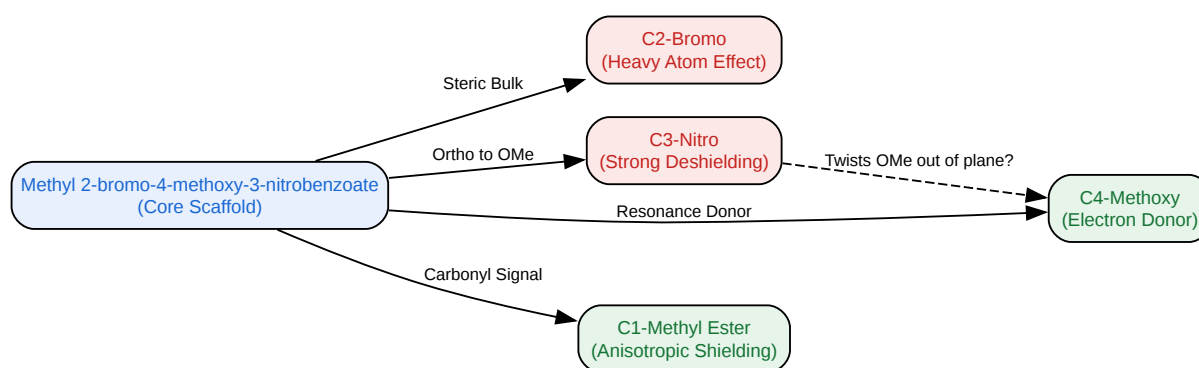 C2-Bromo
(Heavy Atom Effect)
Steric Bulk
C3-Nitro
(Strong Deshielding)
Ortho to OMe
Twists OMe out of plane?
Methyl 2-bromo-4-methoxy-3-nitrobenzoate
(Core Scaffold)
Resonance Donor
C4-Methoxy
(Electron Donor)
Carbonyl Signal
C1-Methyl Ester
(Anisotropic Shielding)